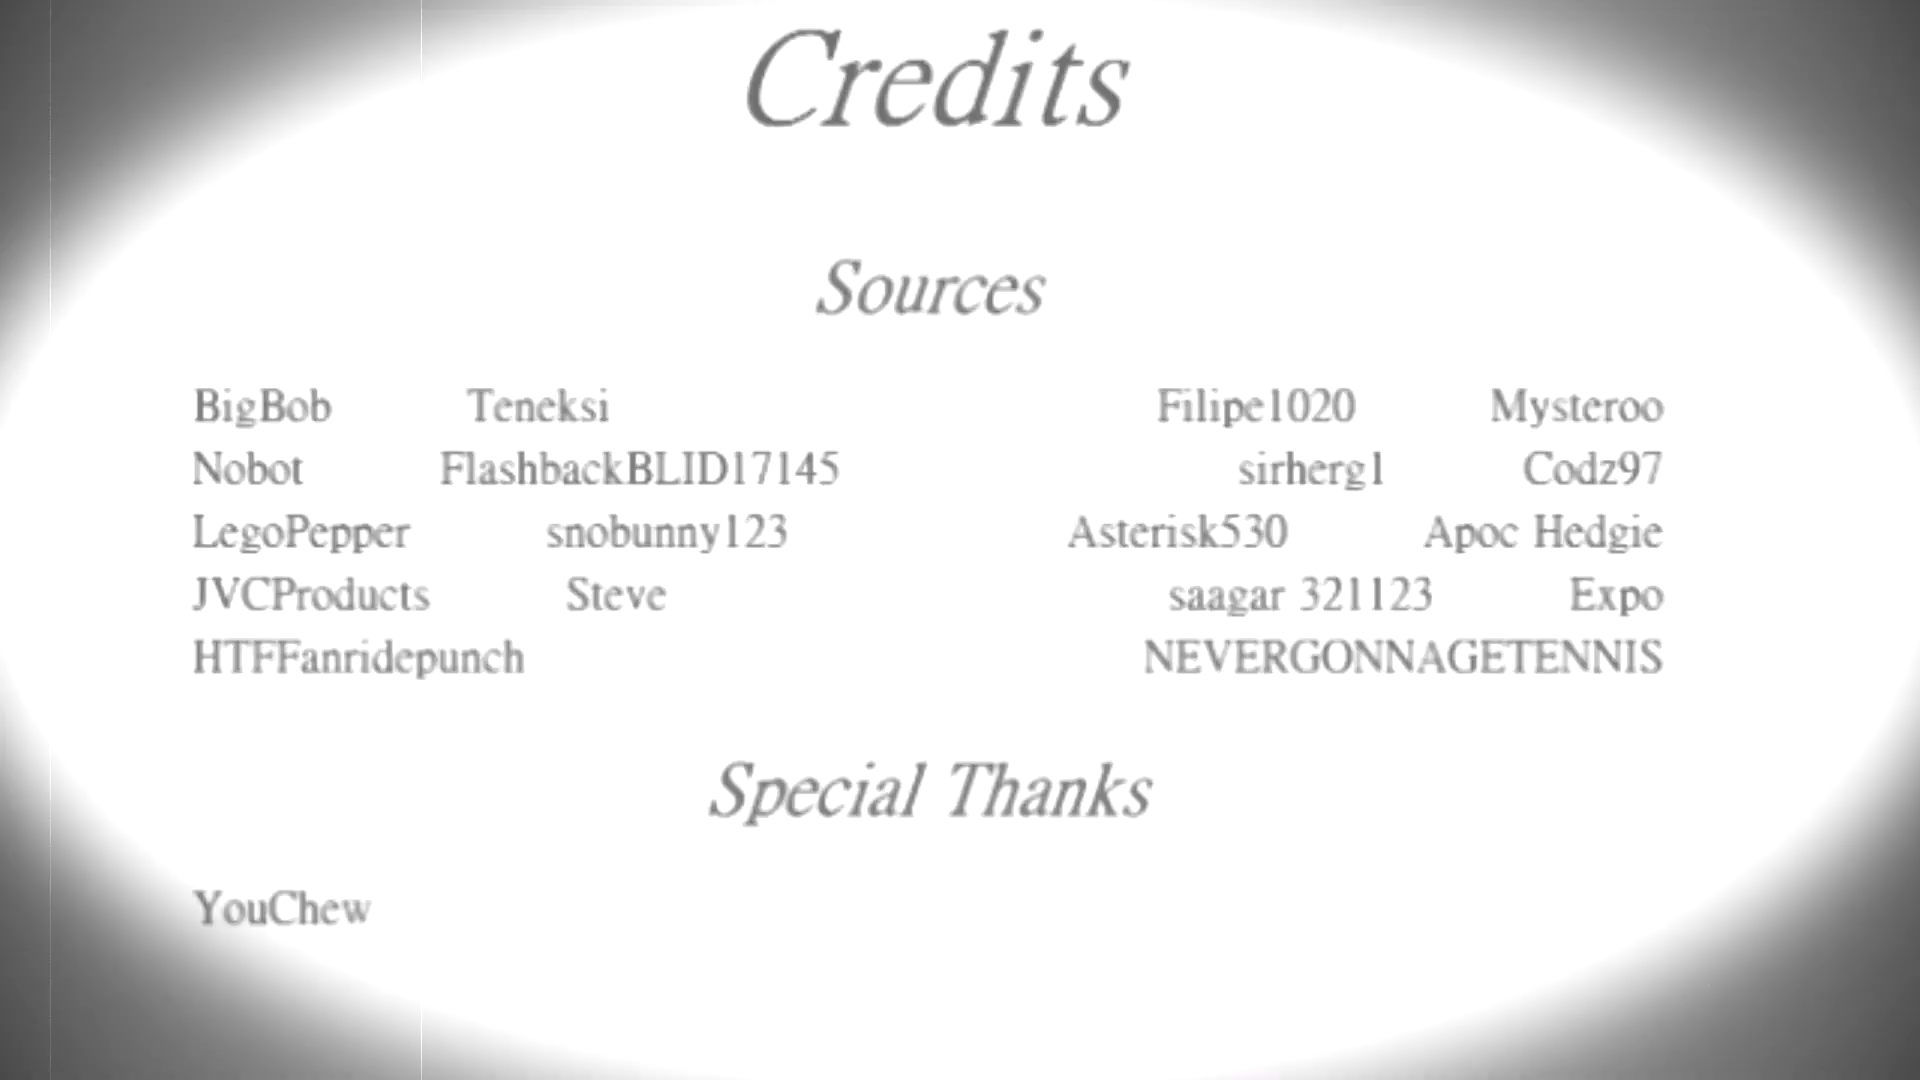 Credits
Sources
BigBob Teneksi Filipe1020 Mysteroo
Nobot FlashbackBLID17145 sirherg1 Codz97
LegoPepper snobunny123 Asterisk530 Apoc Hedgie
JVCProducts Steve saagar 321123 Expo
HTFFanridepunch NEVERGONNAGETENNIS
Special Thanks
YouChew